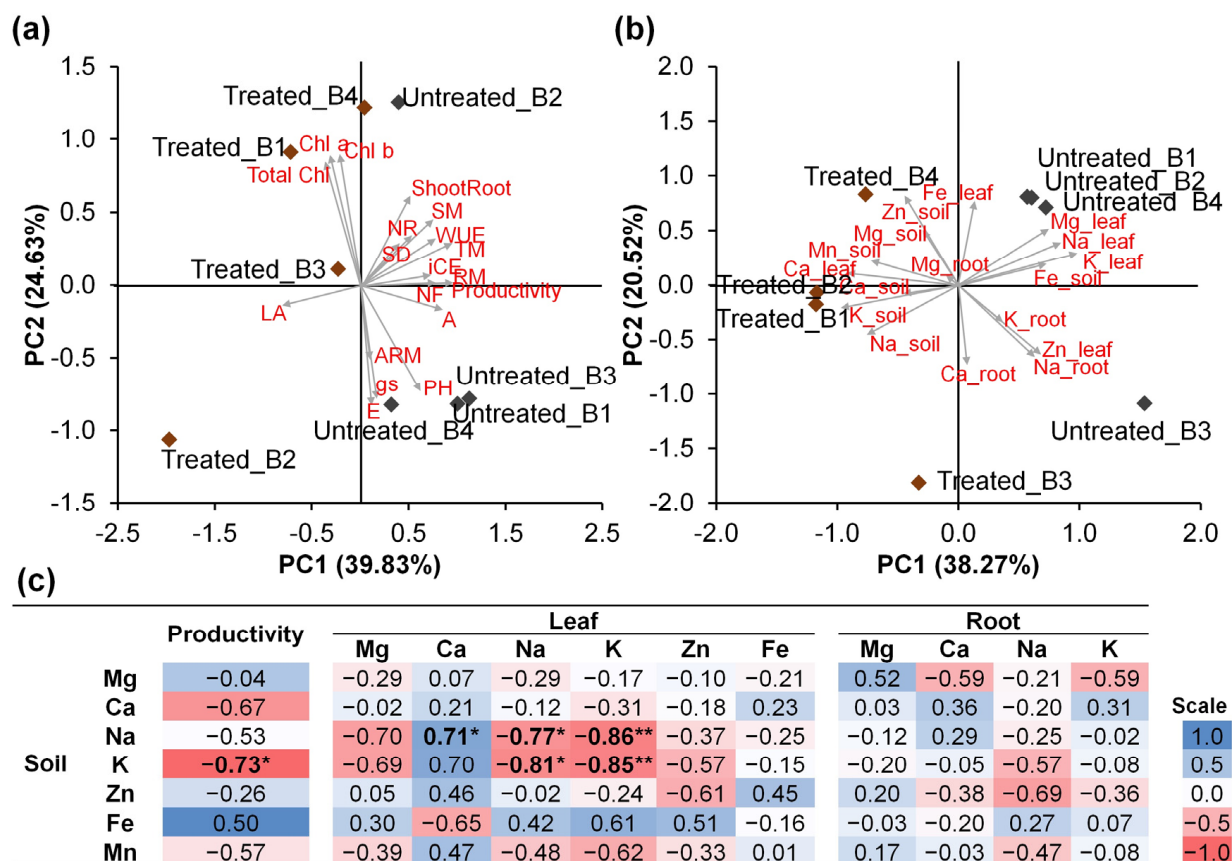 (a)
1.5
1.0
0.5
0.0
-0.5
-1.0
-1.5
-2.5
-1.5
-0.5
0.5
1.5
2.5
PC2 (24.63%)
PC1 (39.83%)
Treated_B4
Untreated_B2
Treated_B1
Chl a
Chl b
Total Chl
ShootRoot
SM
NR
WUE
SD
TM
Treated_B3
iCE
RM
NF
Productivity
LA
A
ARM
gs
PH
E
Untreated_B3
Untreated_B1
Untreated_B4
Treated_B2
(b)
2.0
1.5
1.0
0.5
0.0
-0.5
-1.0
-1.5
-2.0
-2.0
-1.0
0.0
1.0
2.0
PC2 (20.52%)
PC1 (38.27%)
Untreated_B1
Untreated_B2
Untreated_B4
Treated_B4
Fe_leaf
Zn_soil
Mg_leaf
Mg_soil
Na_leaf
Mn_soil
K_leaf
Ca_leaf
Mg_root
Fe_soil
Treated_B2
Ca_soil
Treated_B1
K_soil
K_root
Na_soil
Zn_leaf
Na_root
Ca_root
Untreated_B3
Treated_B3
(c)
Productivity Leaf Root
Mg Ca Na K Zn Fe Mg Ca Na K
Mg −0.04 −0.29 0.07 −0.29 −0.17 −0.10 −0.21 0.52 −0.59 −0.21 −0.59
Ca −0.67 −0.02 0.21 −0.12 −0.31 −0.18 0.23 0.03 0.36 −0.20 0.31
Na −0.53 −0.70 0.71* −0.77* −0.86** −0.37 −0.25 −0.12 0.29 −0.25 −0.02
Soil K −0.73* −0.69 0.70 −0.81* −0.85** −0.57 −0.15 −0.20 −0.05 −0.57 −0.08
Zn −0.26 0.05 0.46 −0.02 −0.24 −0.61 0.45 0.20 −0.38 −0.69 −0.36
Fe 0.50 0.30 −0.65 0.42 0.61 0.51 −0.16 −0.03 −0.20 0.27 0.07
Mn −0.57 −0.39 0.47 −0.48 −0.62 −0.33 0.01 0.17 −0.03 −0.47 −0.08
Scale
1.0
0.5
0.0
−0.5
−1.0